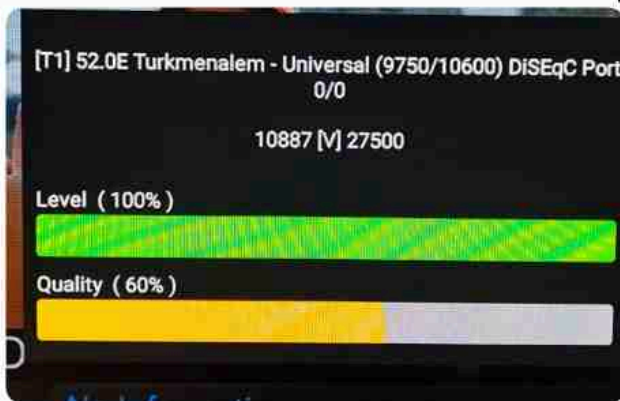 [T1] 52.0E Turkmenalem - Universal (9750/10600) DiSEqC Port
0/0
10887 [V] 27500
Level ( 100% )
Quality ( 60% )